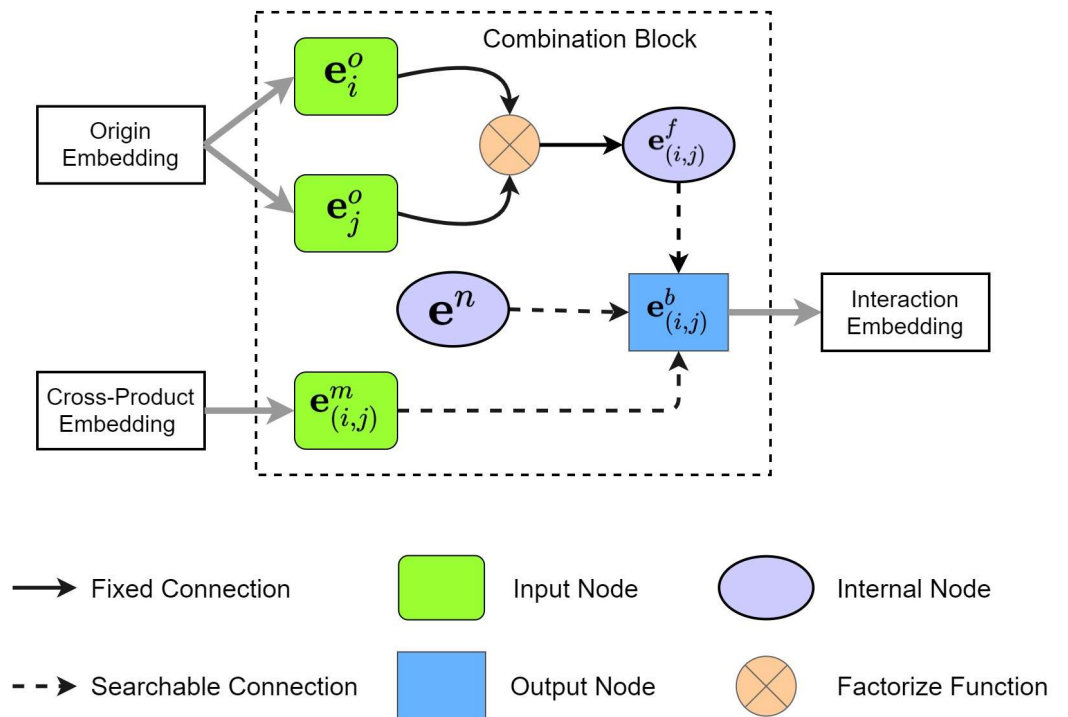 Combination Block
Origin
Embedding
𝐞_i^o
𝐞_j^o
𝐞_{(i,j)}^f
𝐞^n
𝐞_{(i,j)}^b
Interaction
Embedding
Cross-Product
Embedding
𝐞_{(i,j)}^m
Fixed Connection
Input Node
Internal Node
Searchable Connection
Output Node
Factorize Function